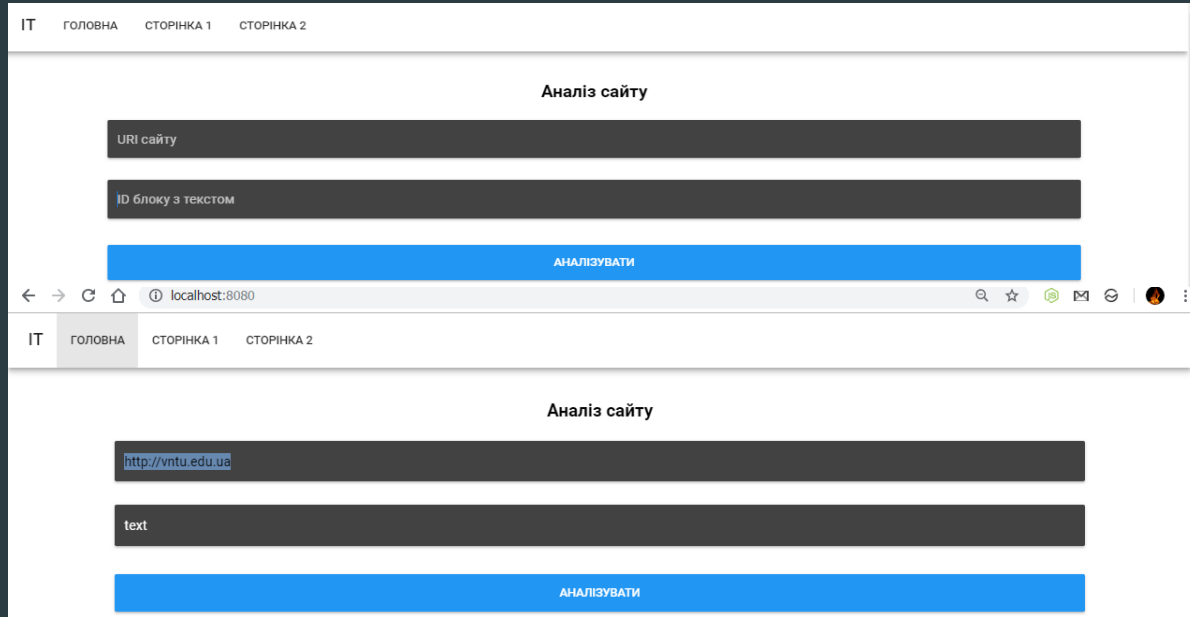 IT ГОЛОВНА СТОРІНКА 1 СТОРІНКА 2
Аналіз сайту
URI сайту
ID блоку з текстом
АНАЛІЗУВАТИ
localhost:8080
IT ГОЛОВНА СТОРІНКА 1 СТОРІНКА 2
Аналіз сайту
http://vntu.edu.ua
text
АНАЛІЗУВАТИ